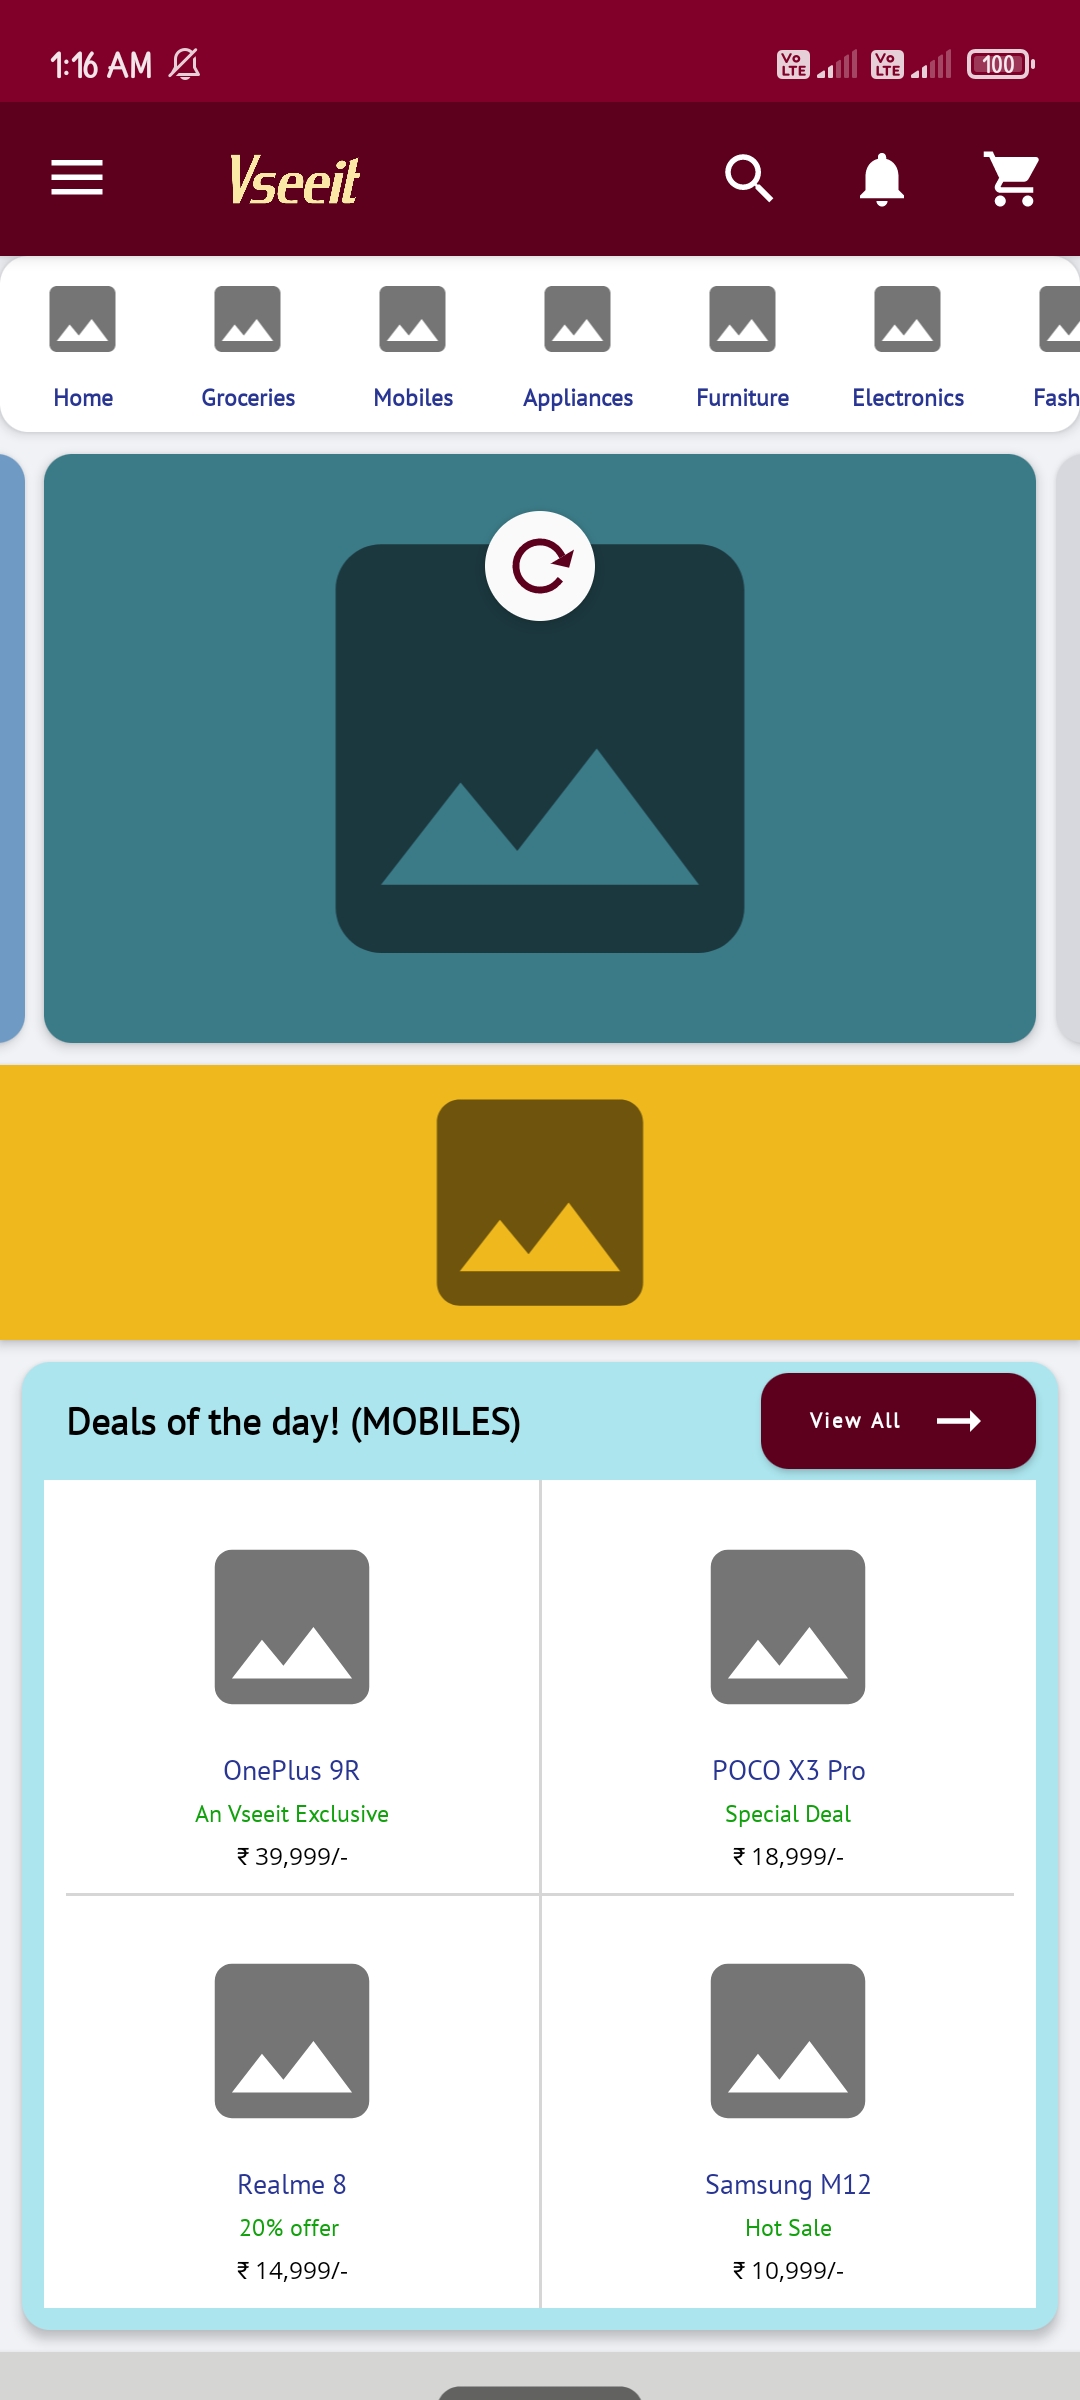 1:16 AM
Vo LTE Vo LTE 100
Vseeit
Home Groceries Mobiles Appliances Furniture Electronics Fash
Deals of the day! (MOBILES)
View All
OnePlus 9R
An Vseeit Exclusive
₹ 39,999/-
POCO X3 Pro
Special Deal
₹ 18,999/-
Realme 8
20% offer
₹ 14,999/-
Samsung M12
Hot Sale
₹ 10,999/-